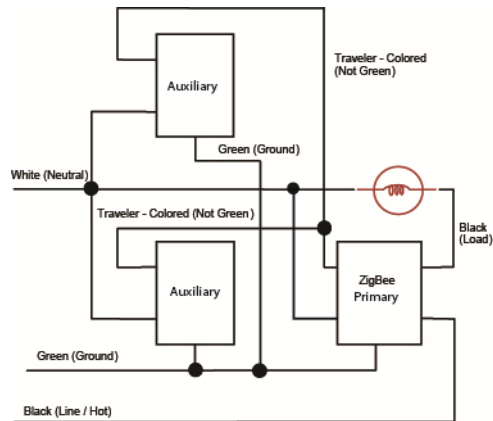 Traveler - Colored
(Not Green)
Auxiliary
Green (Ground)
White (Neutral)
Traveler - Colored (Not Green)
Black
(Load)
Auxiliary
ZigBee
Primary
Green (Ground)
Black (Line / Hot)